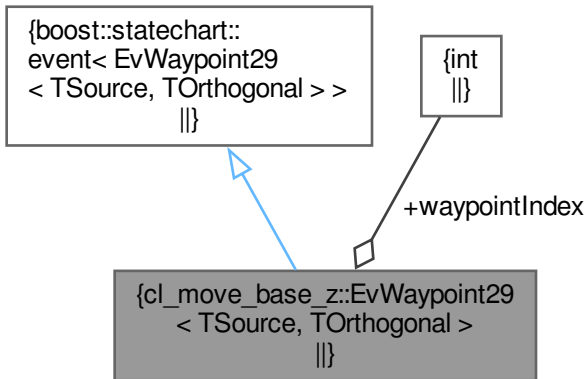 {boost::statechart::
event< EvWaypoint29
< TSource, TOrthogonal > >
||}
{int
||}
+waypointIndex
{cl_move_base_z::EvWaypoint29
< TSource, TOrthogonal >
||}